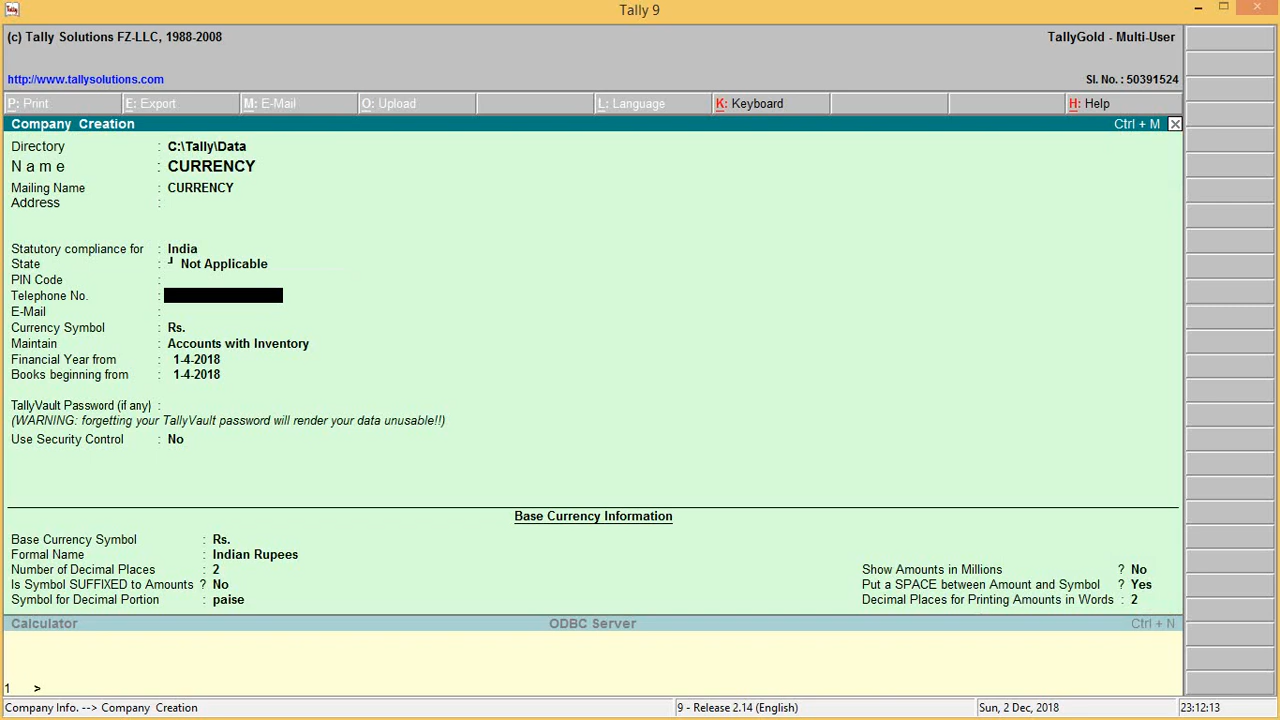 Tally
Tally 9
(c) Tally Solutions FZ-LLC, 1988-2008
TallyGold - Multi-User
http://www.tallysolutions.com
Sl. No. : 50391524
P: Print E: Export M: E-Mail O: Upload L: Language K: Keyboard H: Help
Company Creation Ctrl + M
Directory : C:\Tally\Data
Name : CURRENCY
Mailing Name : CURRENCY
Address :
Statutory compliance for : India
State : ┘ Not Applicable
PIN Code :
Telephone No. :
E-Mail :
Currency Symbol : Rs.
Maintain : Accounts with Inventory
Financial Year from : 1-4-2018
Books beginning from : 1-4-2018
TallyVault Password (if any) :
(WARNING: forgetting your TallyVault password will render your data unusable!!)
Use Security Control : No
Base Currency Information
Base Currency Symbol : Rs.
Formal Name : Indian Rupees
Number of Decimal Places : 2 Show Amounts in Millions ? No
Is Symbol SUFFIXED to Amounts ? No Put a SPACE between Amount and Symbol ? Yes
Symbol for Decimal Portion : paise Decimal Places for Printing Amounts in Words : 2
Calculator ODBC Server Ctrl + N
1 >
Company Info. --> Company Creation 9 - Release 2.14 (English) Sun, 2 Dec, 2018 23:12:13